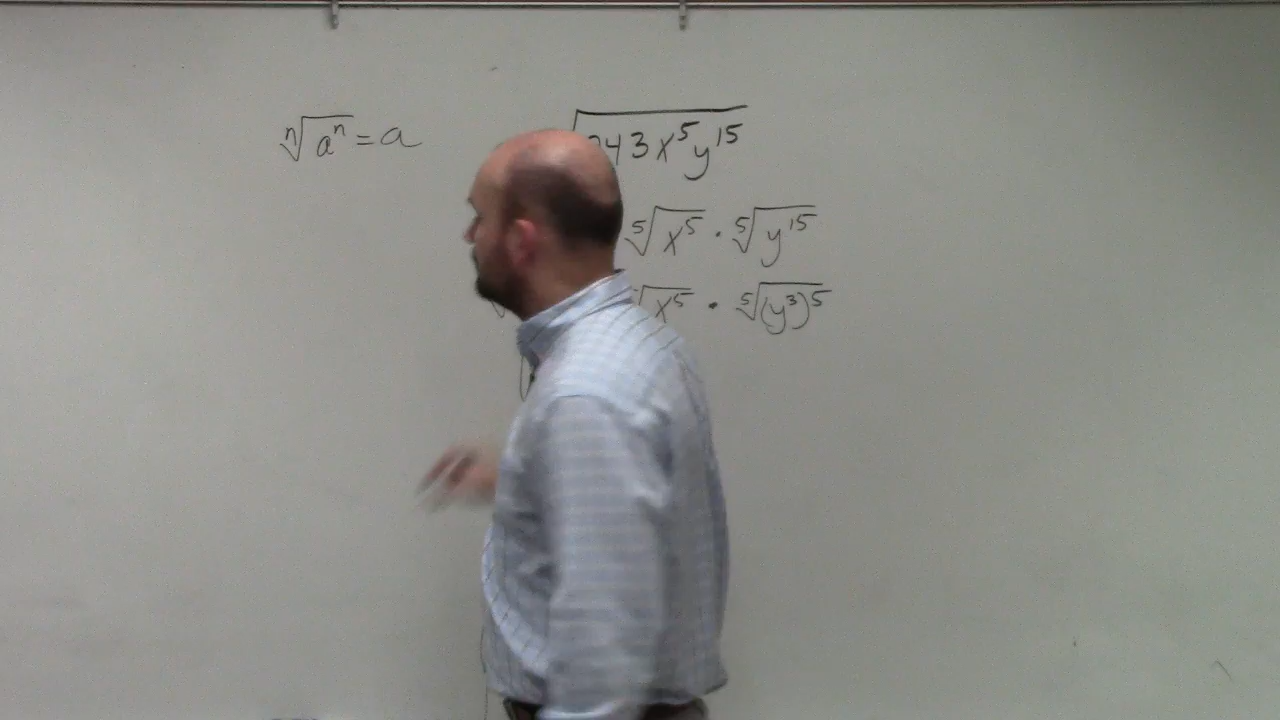 ⁿ√(aⁿ) = a
√ 243x⁵y¹⁵
⁵√(x⁵) · ⁵√(y¹⁵)
√(x⁵) · ⁵√((y³)⁵)